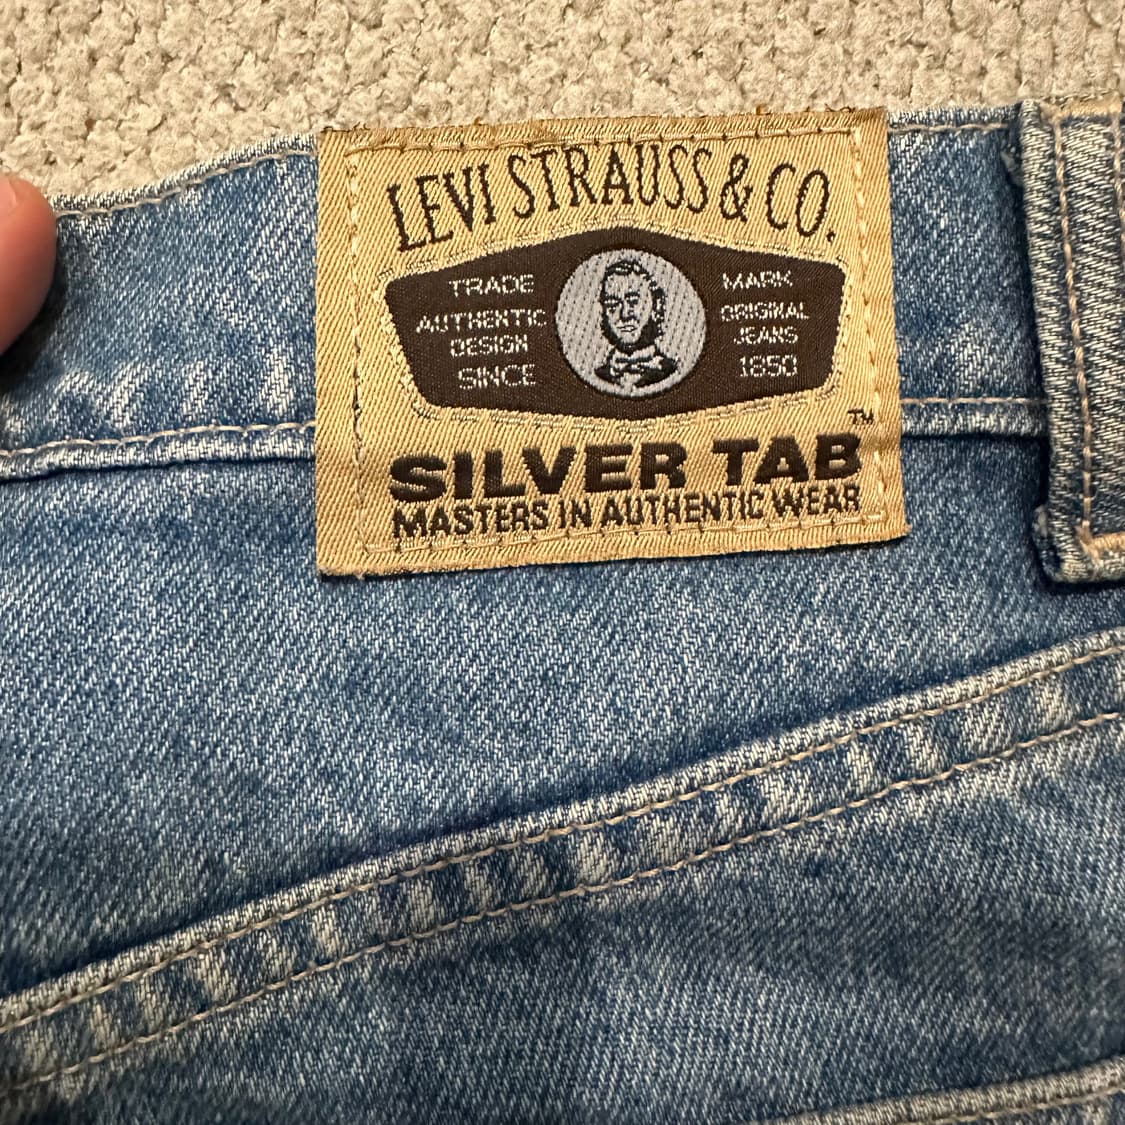 LEVI STRAUSS & CO.
TRADE MARK
AUTHENTIC ORIGINAL
DESIGN JEANS
SINCE 1850
SILVER TAB™
MASTERS IN AUTHENTIC WEAR